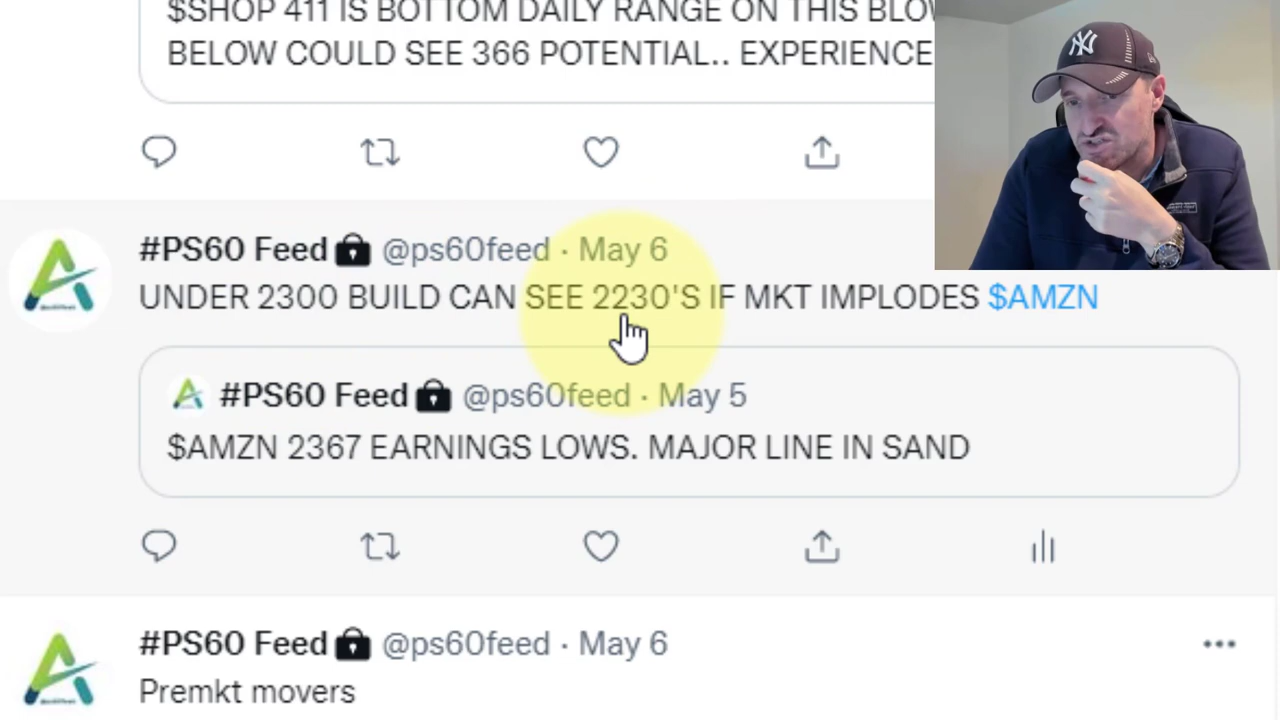 $SHOP 411 IS BOTTOM DAILY RANGE ON THIS
BELOW COULD SEE 366 POTENTIAL.. EXPERIENCE
NY
#PS60 Feed @ps60feed · May 6
UNDER 2300 BUILD CAN SEE 2230'S IF MKT IMPLODES $AMZN
#PS60 Feed @ps60feed · May 5
$AMZN 2367 EARNINGS LOWS. MAJOR LINE IN SAND
#PS60 Feed @ps60feed · May 6
Premkt movers